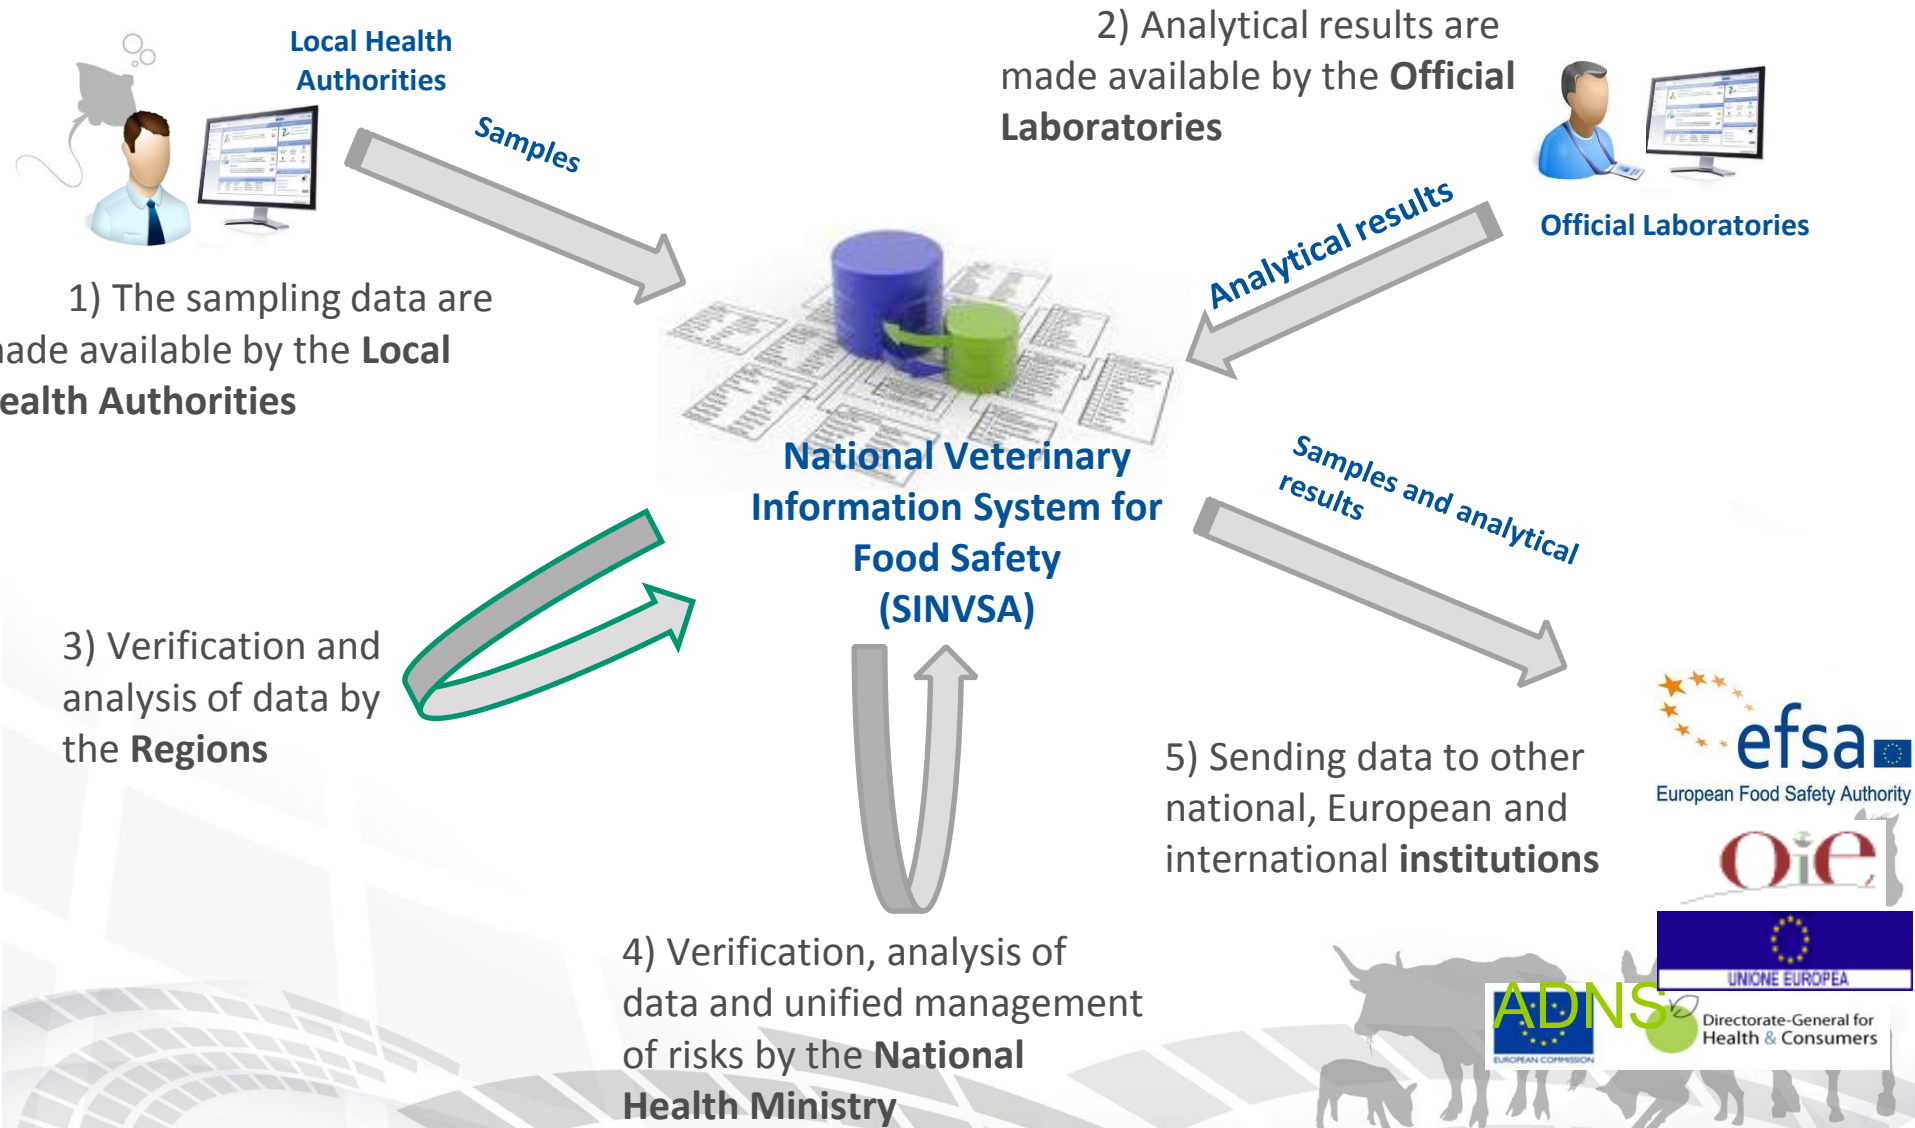 Local Health
Authorities
Samples
1) The sampling data are
made available by the Local
ealth Authorities
2) Analytical results are
made available by the Official
Laboratories
Analytical results
Official Laboratories
National Veterinary
Information System for
Food Safety
(SINVSA)
Samples and analytical
results
3) Verification and
analysis of data by
the Regions
4) Verification, analysis of
data and unified management
of risks by the National
Health Ministry
5) Sending data to other
national, European and
international institutions
efsa
European Food Safety Authority
Oie
UNIONE EUROPEA
ADNS
EUROPEAN COMMISSION
Directorate-General for
Health & Consumers